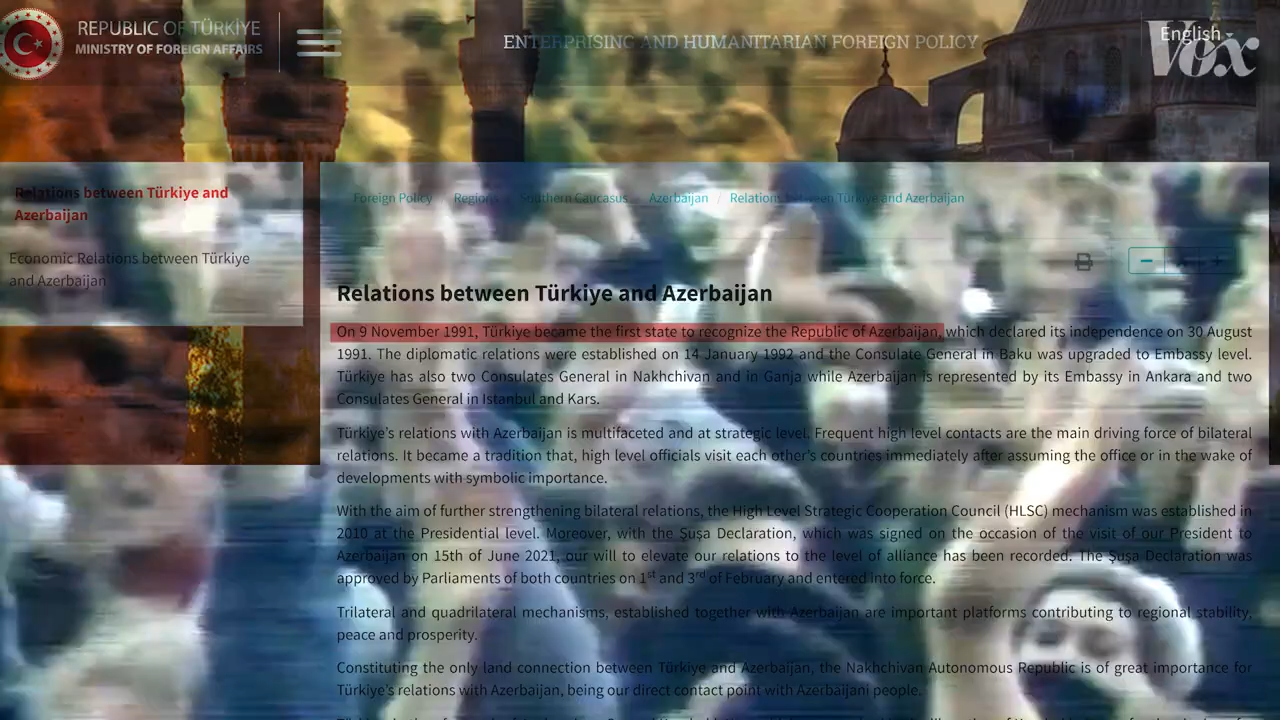 REPUBLIC OF TÜRKİYE
MINISTRY OF FOREIGN AFFAIRS
ENTERPRISING AND HUMANITARIAN FOREIGN POLICY
English
Vox
Relations between Türkiye and
Azerbaijan
Economic Relations between Türkiye
and Azerbaijan
Foreign Policy / Regions / Southern Caucasus / Azerbaijan / Relations between Türkiye and Azerbaijan
Relations between Türkiye and Azerbaijan
On 9 November 1991, Türkiye became the first state to recognize the Republic of Azerbaijan, which declared its independence on 30 August
1991. The diplomatic relations were established on 14 January 1992 and the Consulate General in Baku was upgraded to Embassy level.
Türkiye has also two Consulates General in Nakhchivan and in Ganja while Azerbaijan is represented by its Embassy in Ankara and two
Consulates General in Istanbul and Kars.
Türkiye's relations with Azerbaijan is multifaceted and at strategic level. Frequent high level contacts are the main driving force of bilateral
relations. It became a tradition that, high level officials visit each other's countries immediately after assuming the office or in the wake of
developments with symbolic importance.
With the aim of further strengthening bilateral relations, the High Level Strategic Cooperation Council (HLSC) mechanism was established in
2010 at the Presidential level. Moreover, with the Şuşa Declaration, which was signed on the occasion of the visit of our President to
Azerbaijan on 15th of June 2021, our will to elevate our relations to the level of alliance has been recorded. The Şuşa Declaration was
approved by Parliaments of both countries on 1st and 3rd of February and entered into force.
Trilateral and quadrilateral mechanisms, established together with Azerbaijan are important platforms contributing to regional stability,
peace and prosperity.
Constituting the only land connection between Türkiye and Azerbaijan, the Nakhchivan Autonomous Republic is of great importance for
Türkiye's relations with Azerbaijan, being our direct contact point with Azerbaijani people.